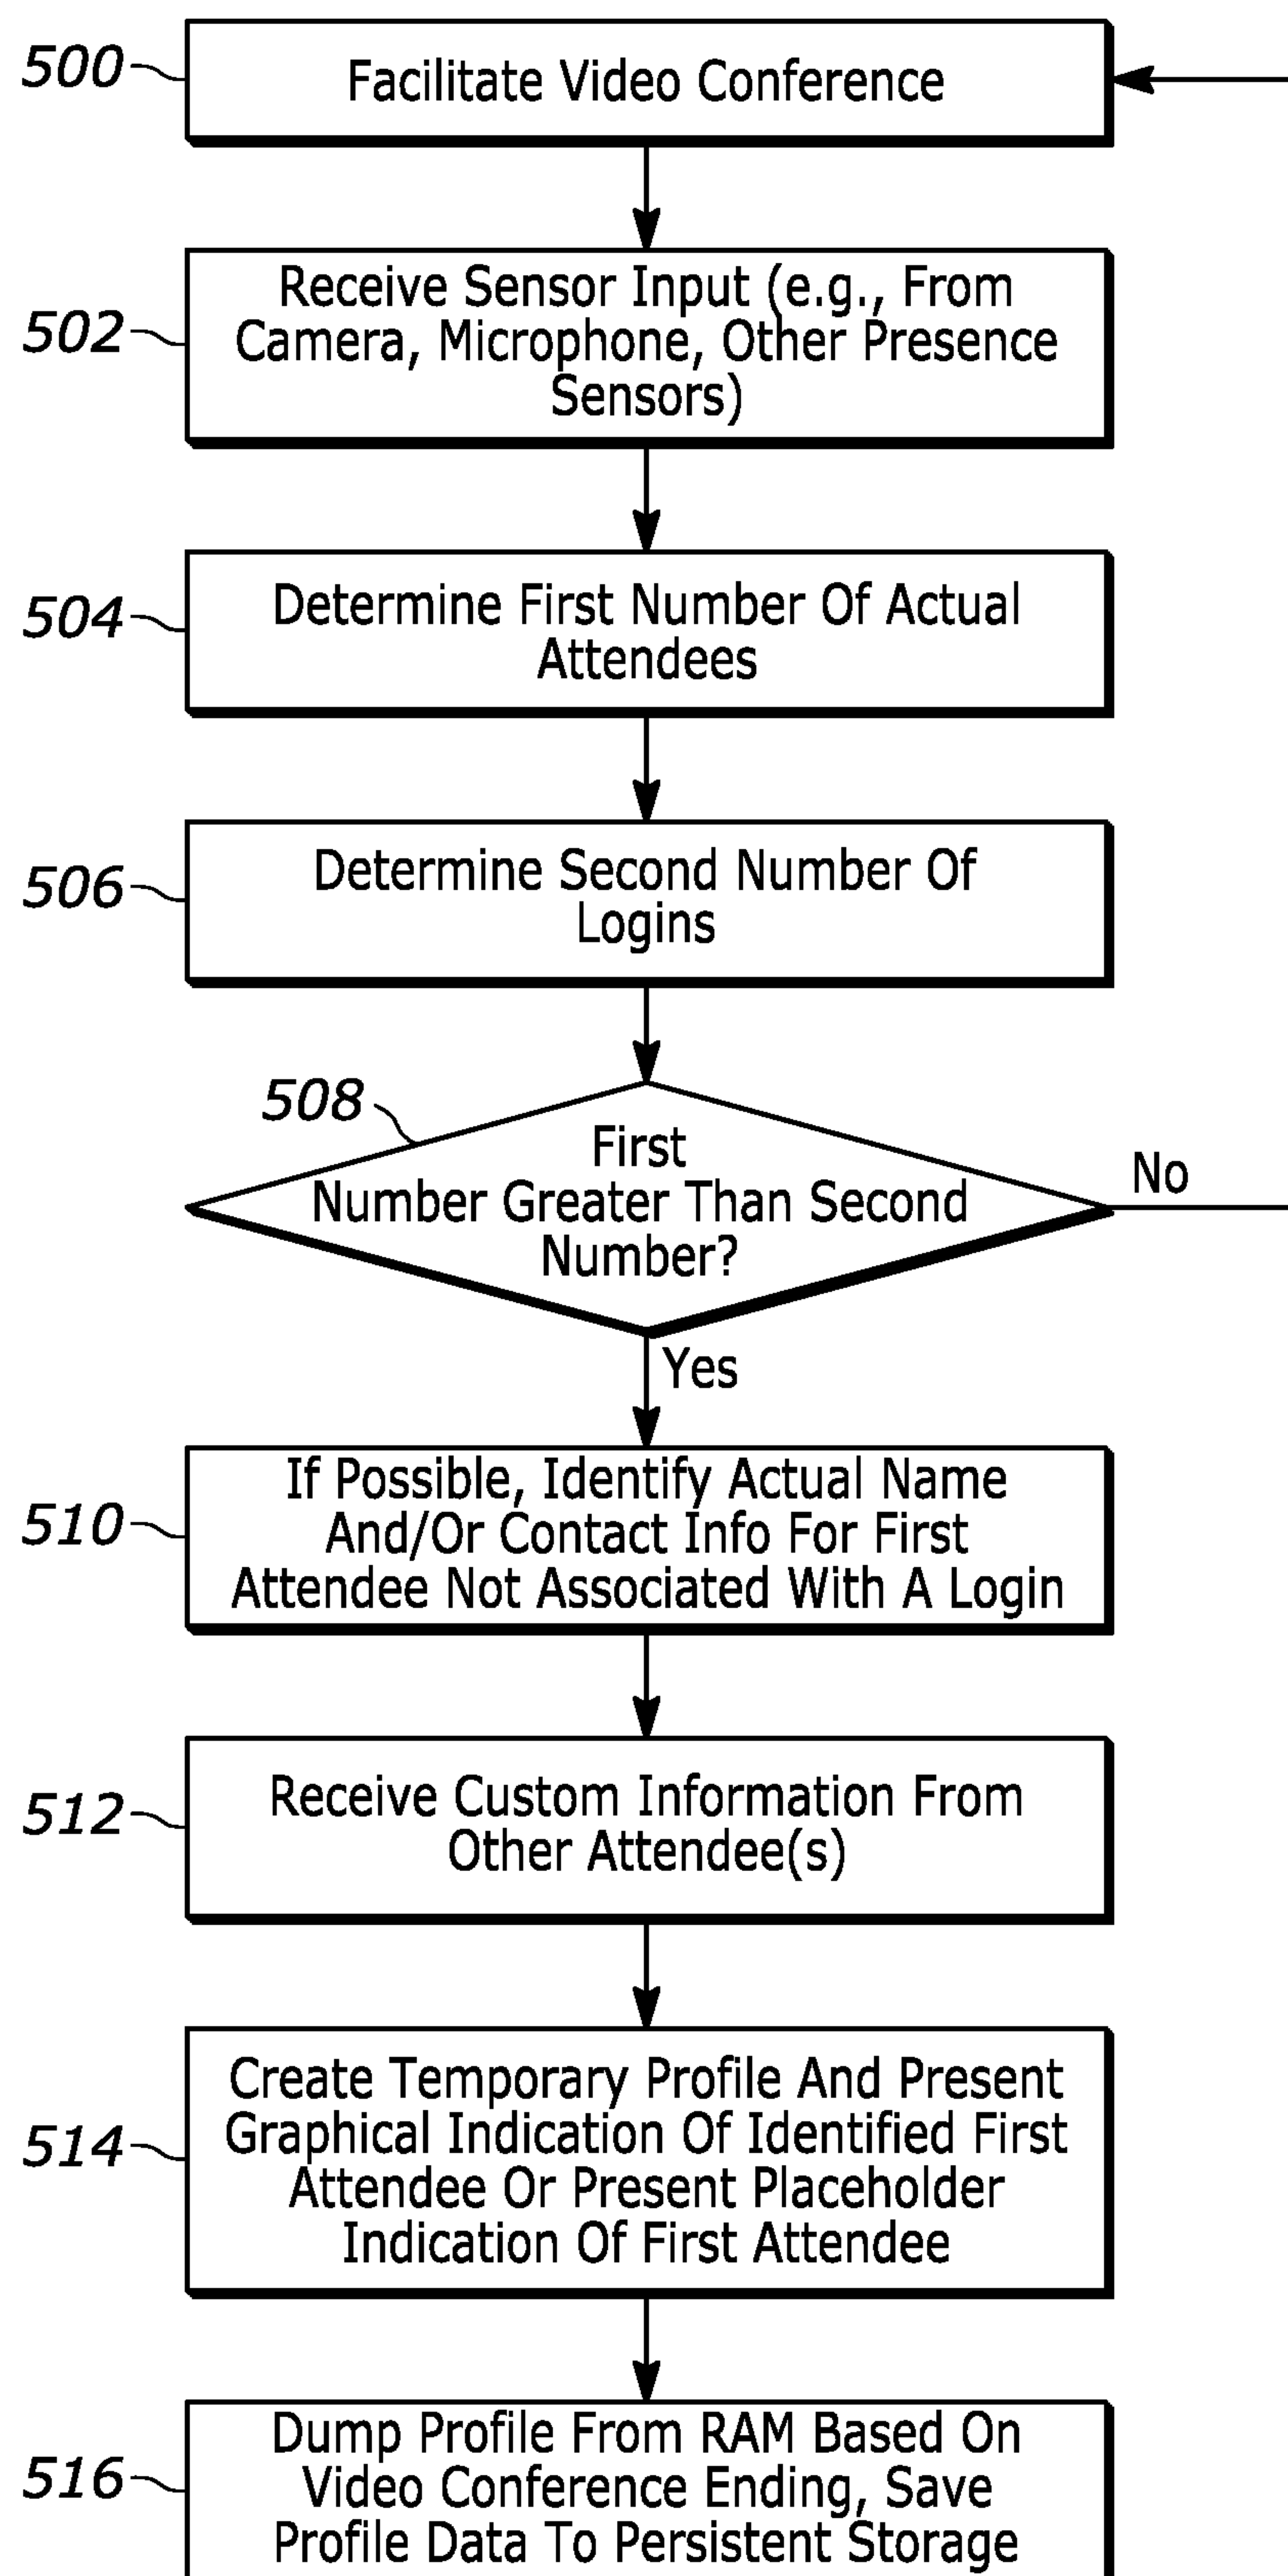 500
Facilitate Video Conference
502
Receive Sensor Input (e.g., From
Camera, Microphone, Other Presence
Sensors)
504
Determine First Number Of Actual
Attendees
506
Determine Second Number Of
Logins
508
First
Number Greater Than Second
Number?
No
Yes
510
If Possible, Identify Actual Name
And/Or Contact Info For First
Attendee Not Associated With A Login
512
Receive Custom Information From
Other Attendee(s)
514
Create Temporary Profile And Present
Graphical Indication Of Identified First
Attendee Or Present Placeholder
Indication Of First Attendee
516
Dump Profile From RAM Based On
Video Conference Ending, Save
Profile Data To Persistent Storage